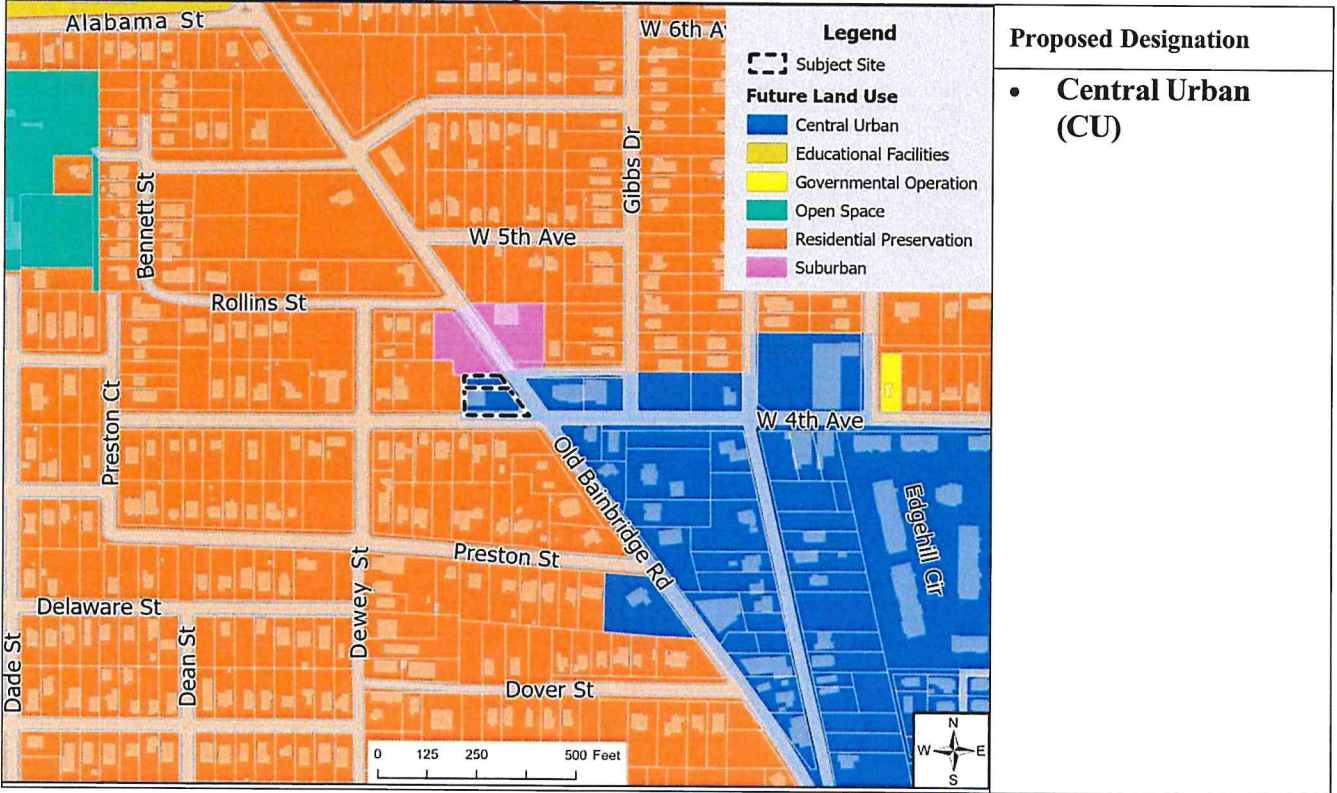 Alabama St
W 6th Av
Legend
Subject Site
Future Land Use
Central Urban
Educational Facilities
Governmental Operation
Open Space
Residential Preservation
Suburban
Gibbs Dr
Bennett St
W 5th Ave
Rollins St
Preston Ct
W 4th Ave
Old Bainbridge Rd
Edgehill Cir
Preston St
Dewey St
Delaware St
Dade St
Dean St
Dover St
0 125 250 500 Feet
N
W E
S
Proposed Designation
• Central Urban
(CU)